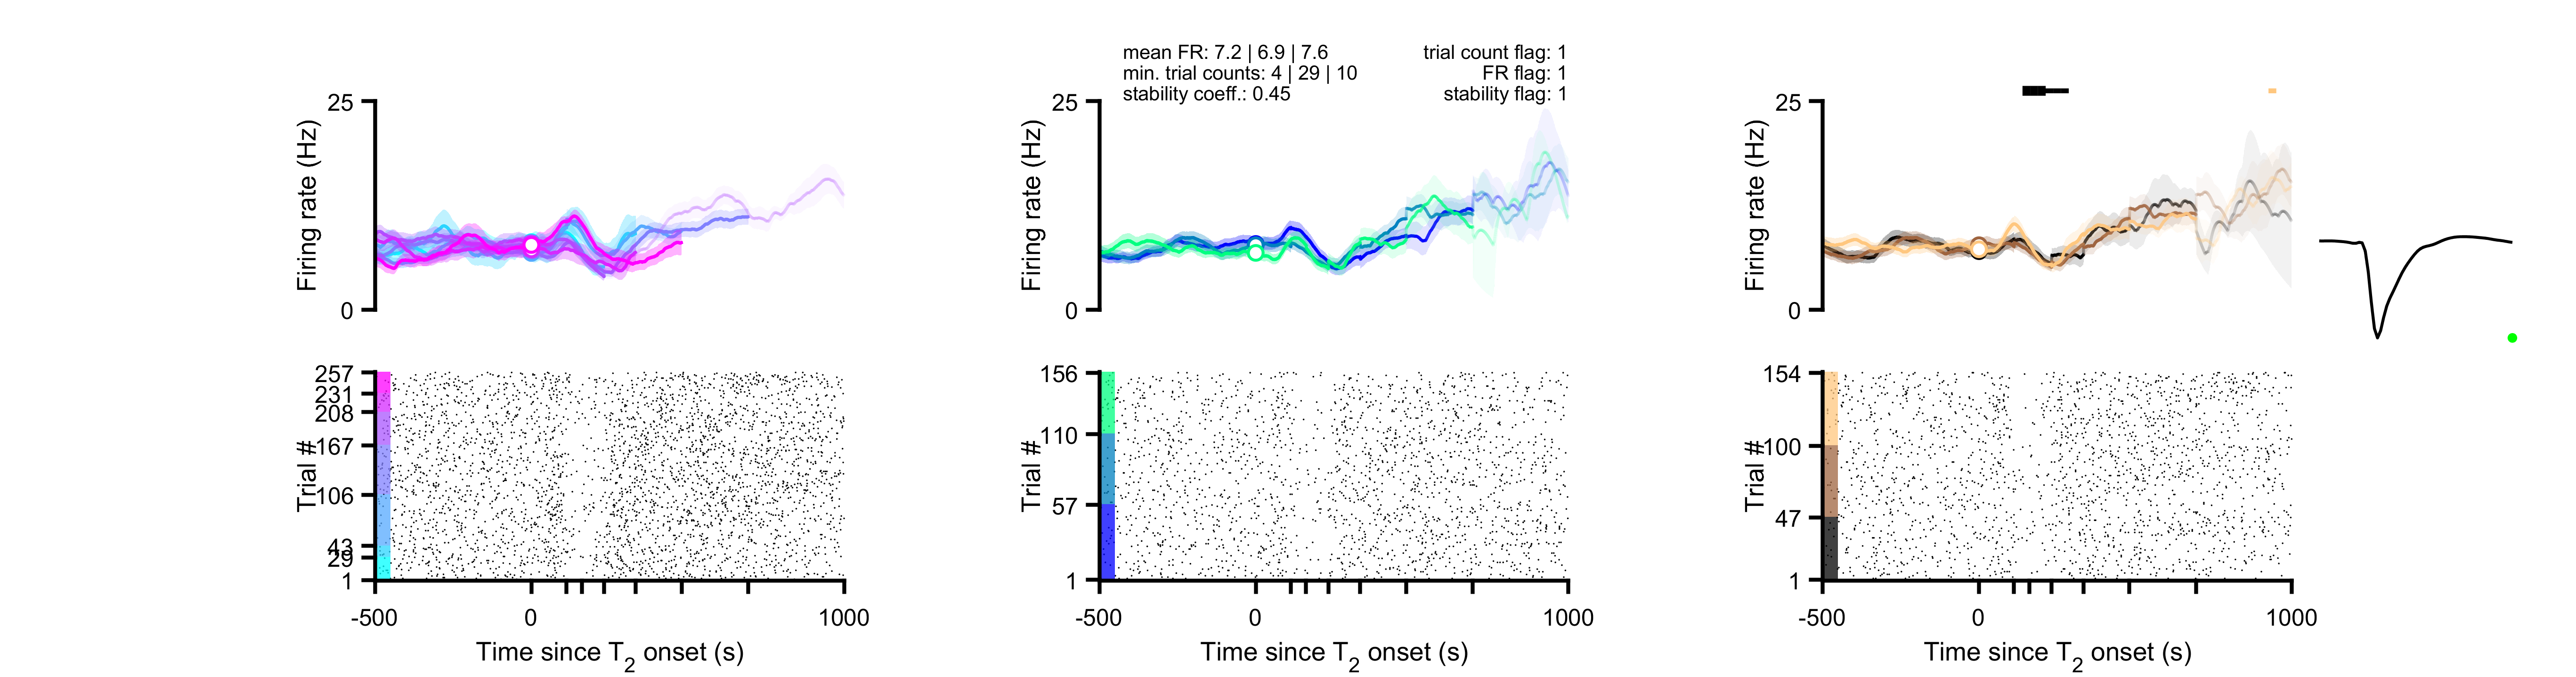 mean FR: 7.2 | 6.9 | 7.6
min. trial counts: 4 | 29 | 10
stability coeff.: 0.45
trial count flag: 1
FR flag: 1
stability flag: 1
25
Firing rate (Hz)
0
25
Firing rate (Hz)
0
25
Firing rate (Hz)
0
257
231
208
167
106
43
29
1
Trial #
-500
0
1000
Time since T2 onset (s)
156
110
57
1
Trial #
-500
0
1000
Time since T2 onset (s)
154
100
47
1
Trial #
-500
0
1000
Time since T2 onset (s)